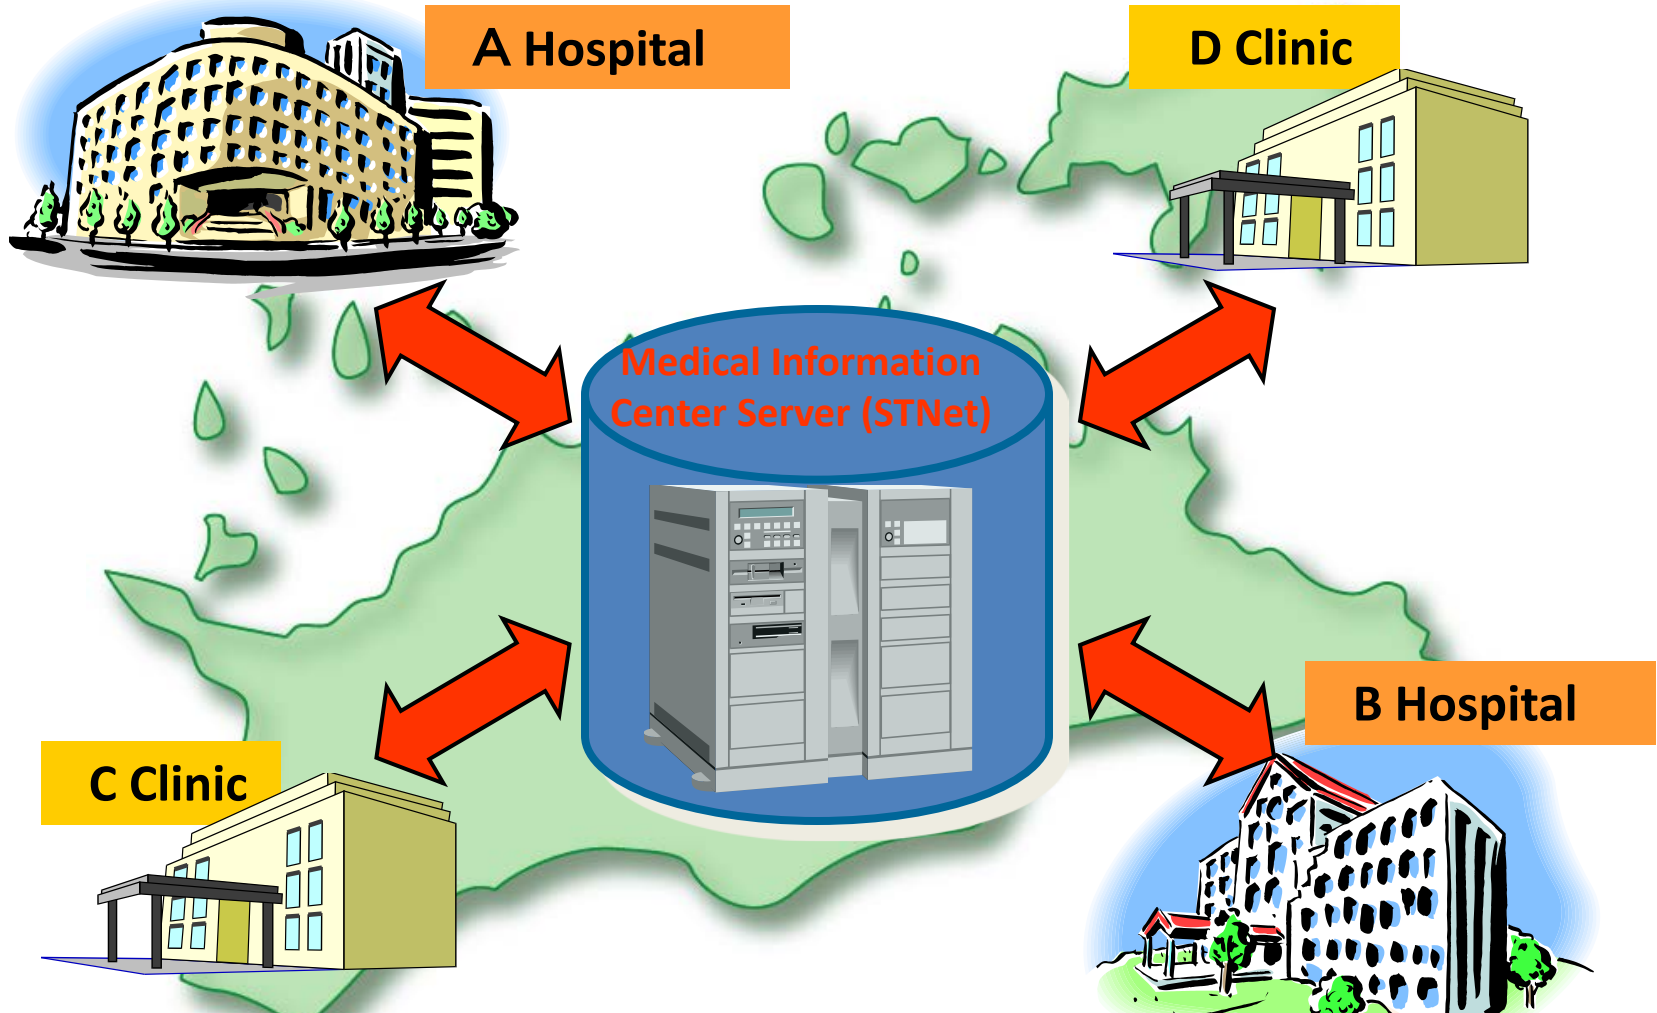 A Hospital
D Clinic
Medical Information
Center Server (STNet)
B Hospital
C Clinic